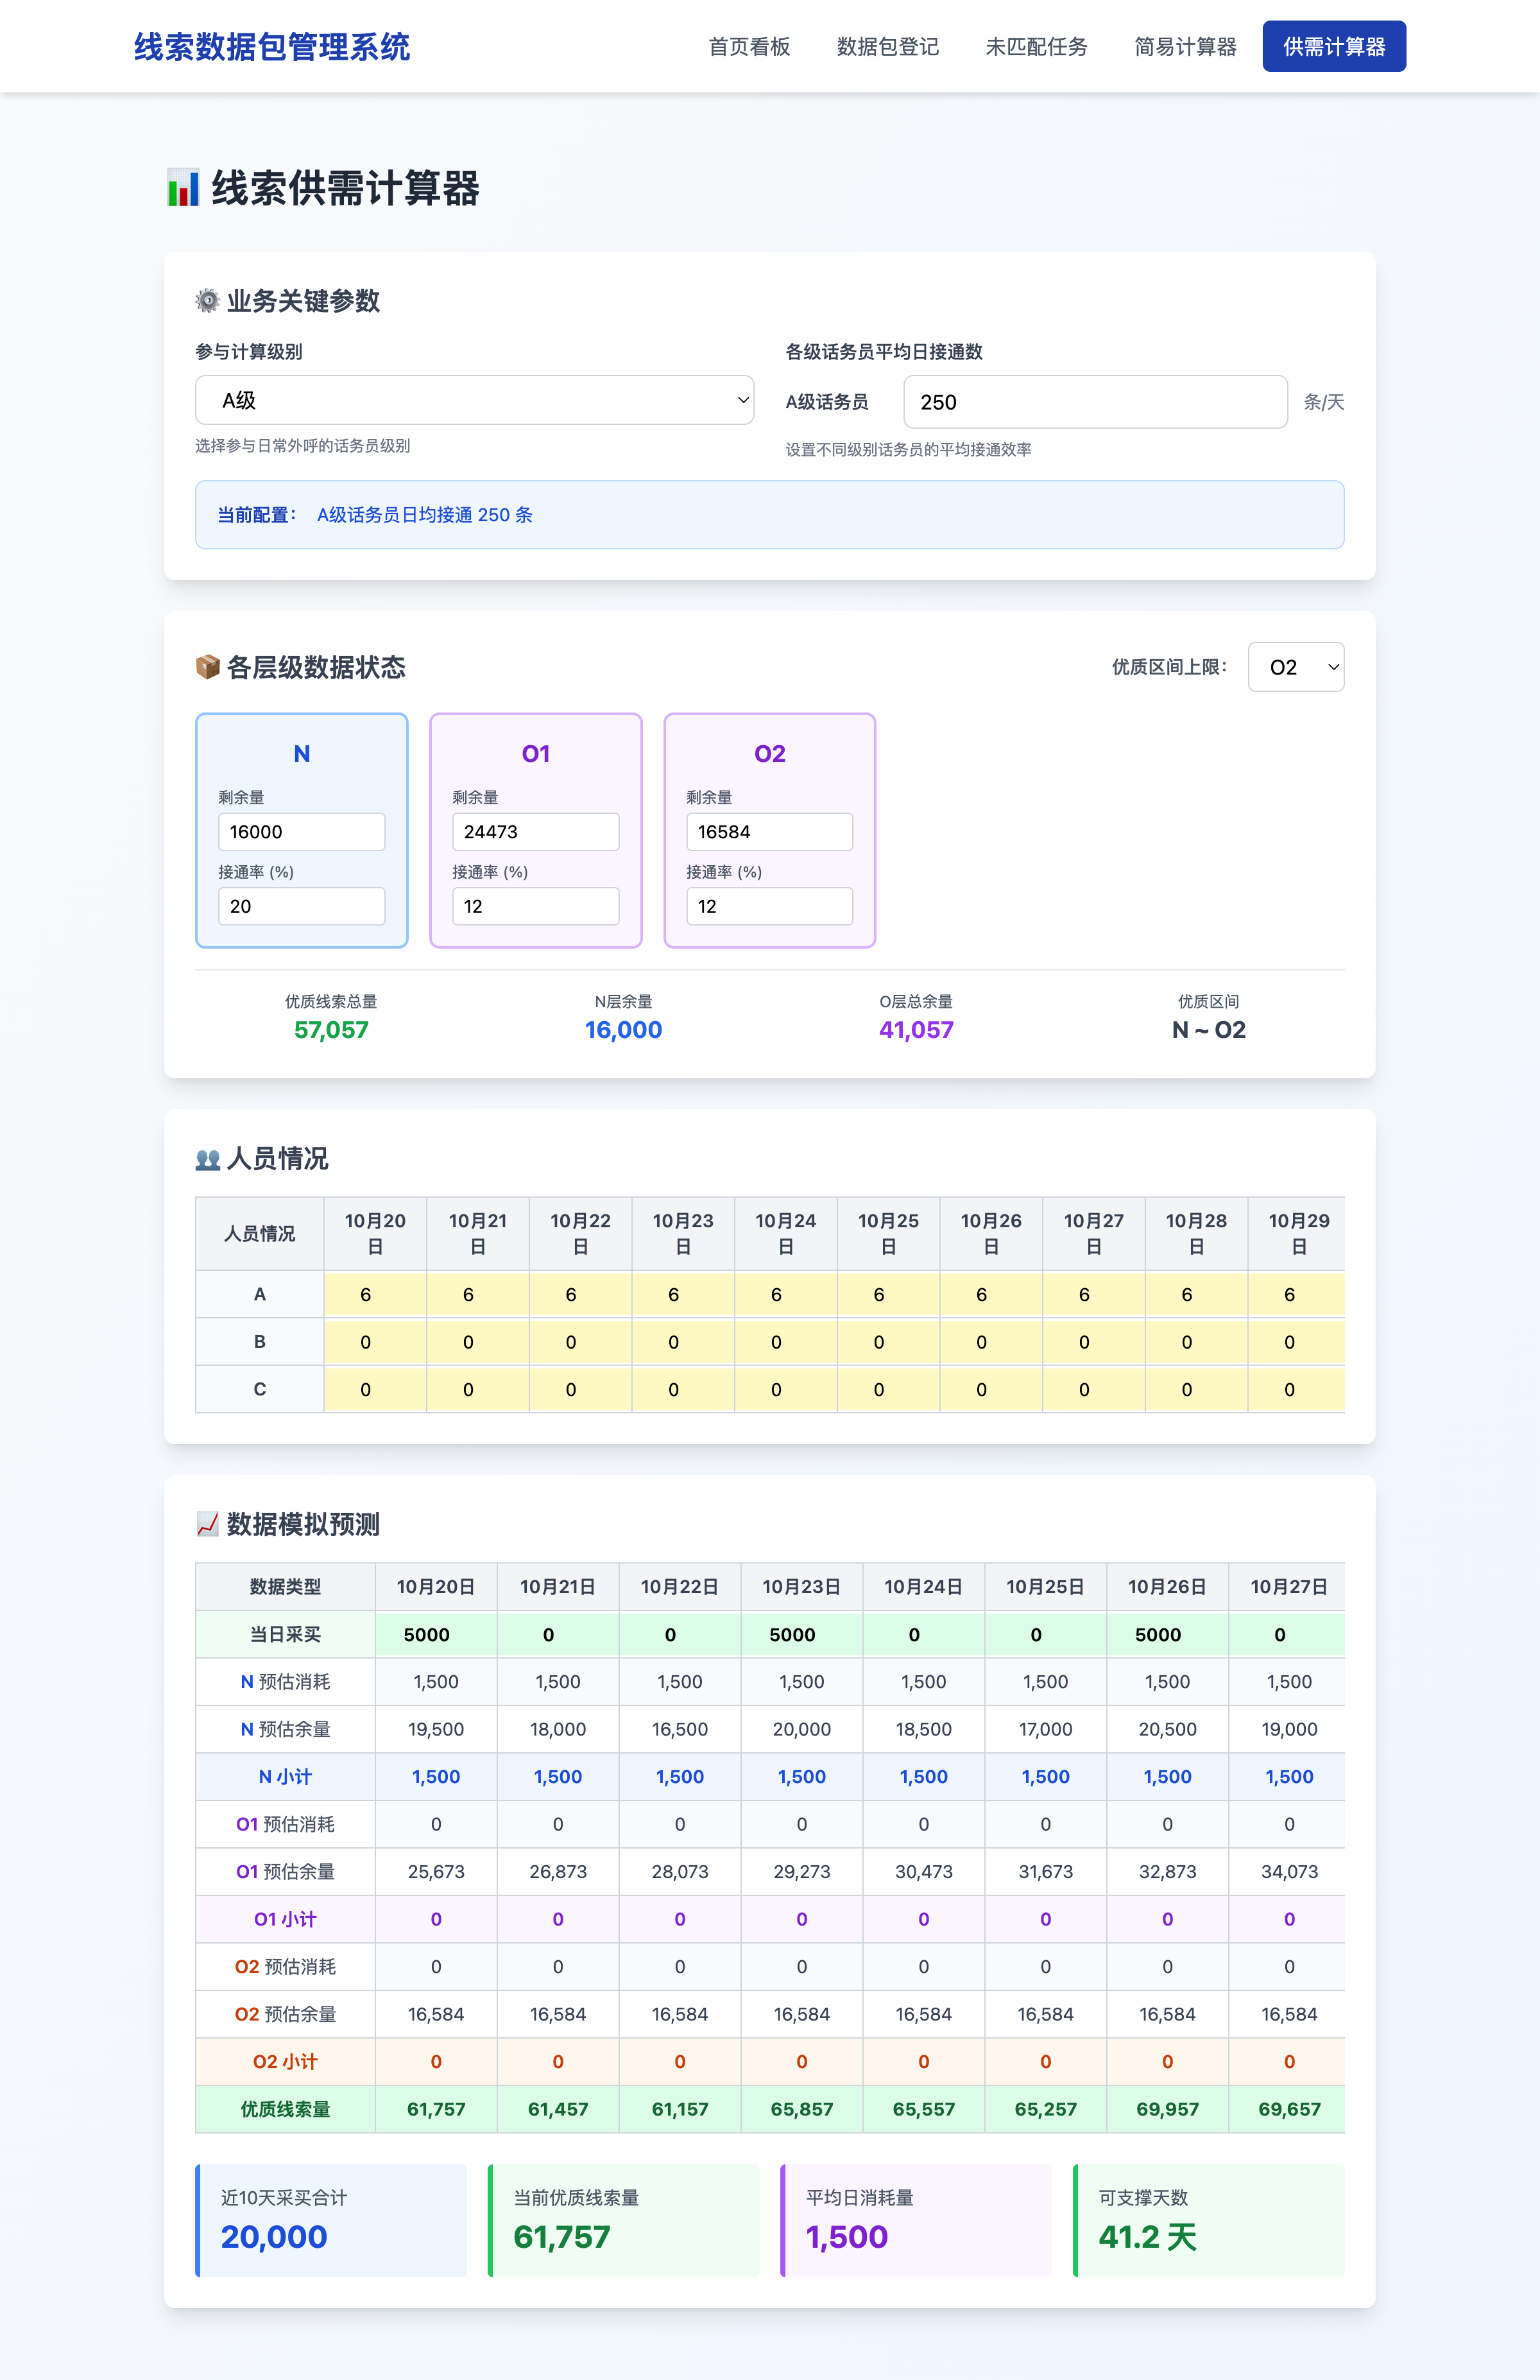 线索数据包管理系统
首页看板 数据包登记 未匹配任务 简易计算器 供需计算器
线索供需计算器
业务关键参数
参与计算级别 各级话务员平均日接通数
A级 A级话务员 250 条/天
选择参与日常外呼的话务员级别 设置不同级别话务员的平均接通效率
当前配置： A级话务员日均接通 250 条
各层级数据状态 优质区间上限： O2
N O1 O2
剩余量 剩余量 剩余量
16000 24473 16584
接通率 (%) 接通率 (%) 接通率 (%)
20 12 12
优质线索总量 N层余量 O层总余量 优质区间
57,057 16,000 41,057 N ~ O2
人员情况
人员情况 10月20日 10月21日 10月22日 10月23日 10月24日 10月25日 10月26日 10月27日 10月28日 10月29日
A 6 6 6 6 6 6 6 6 6 6
B 0 0 0 0 0 0 0 0 0 0
C 0 0 0 0 0 0 0 0 0 0
数据模拟预测
数据类型 10月20日 10月21日 10月22日 10月23日 10月24日 10月25日 10月26日 10月27日
当日采买 5000 0 0 5000 0 0 5000 0
N 预估消耗 1,500 1,500 1,500 1,500 1,500 1,500 1,500 1,500
N 预估余量 19,500 18,000 16,500 20,000 18,500 17,000 20,500 19,000
N 小计 1,500 1,500 1,500 1,500 1,500 1,500 1,500 1,500
O1 预估消耗 0 0 0 0 0 0 0 0
O1 预估余量 25,673 26,873 28,073 29,273 30,473 31,673 32,873 34,073
O1 小计 0 0 0 0 0 0 0 0
O2 预估消耗 0 0 0 0 0 0 0 0
O2 预估余量 16,584 16,584 16,584 16,584 16,584 16,584 16,584 16,584
O2 小计 0 0 0 0 0 0 0 0
优质线索量 61,757 61,457 61,157 65,857 65,557 65,257 69,957 69,657
近10天采买合计 当前优质线索量 平均日消耗量 可支撑天数
20,000 61,757 1,500 41.2 天